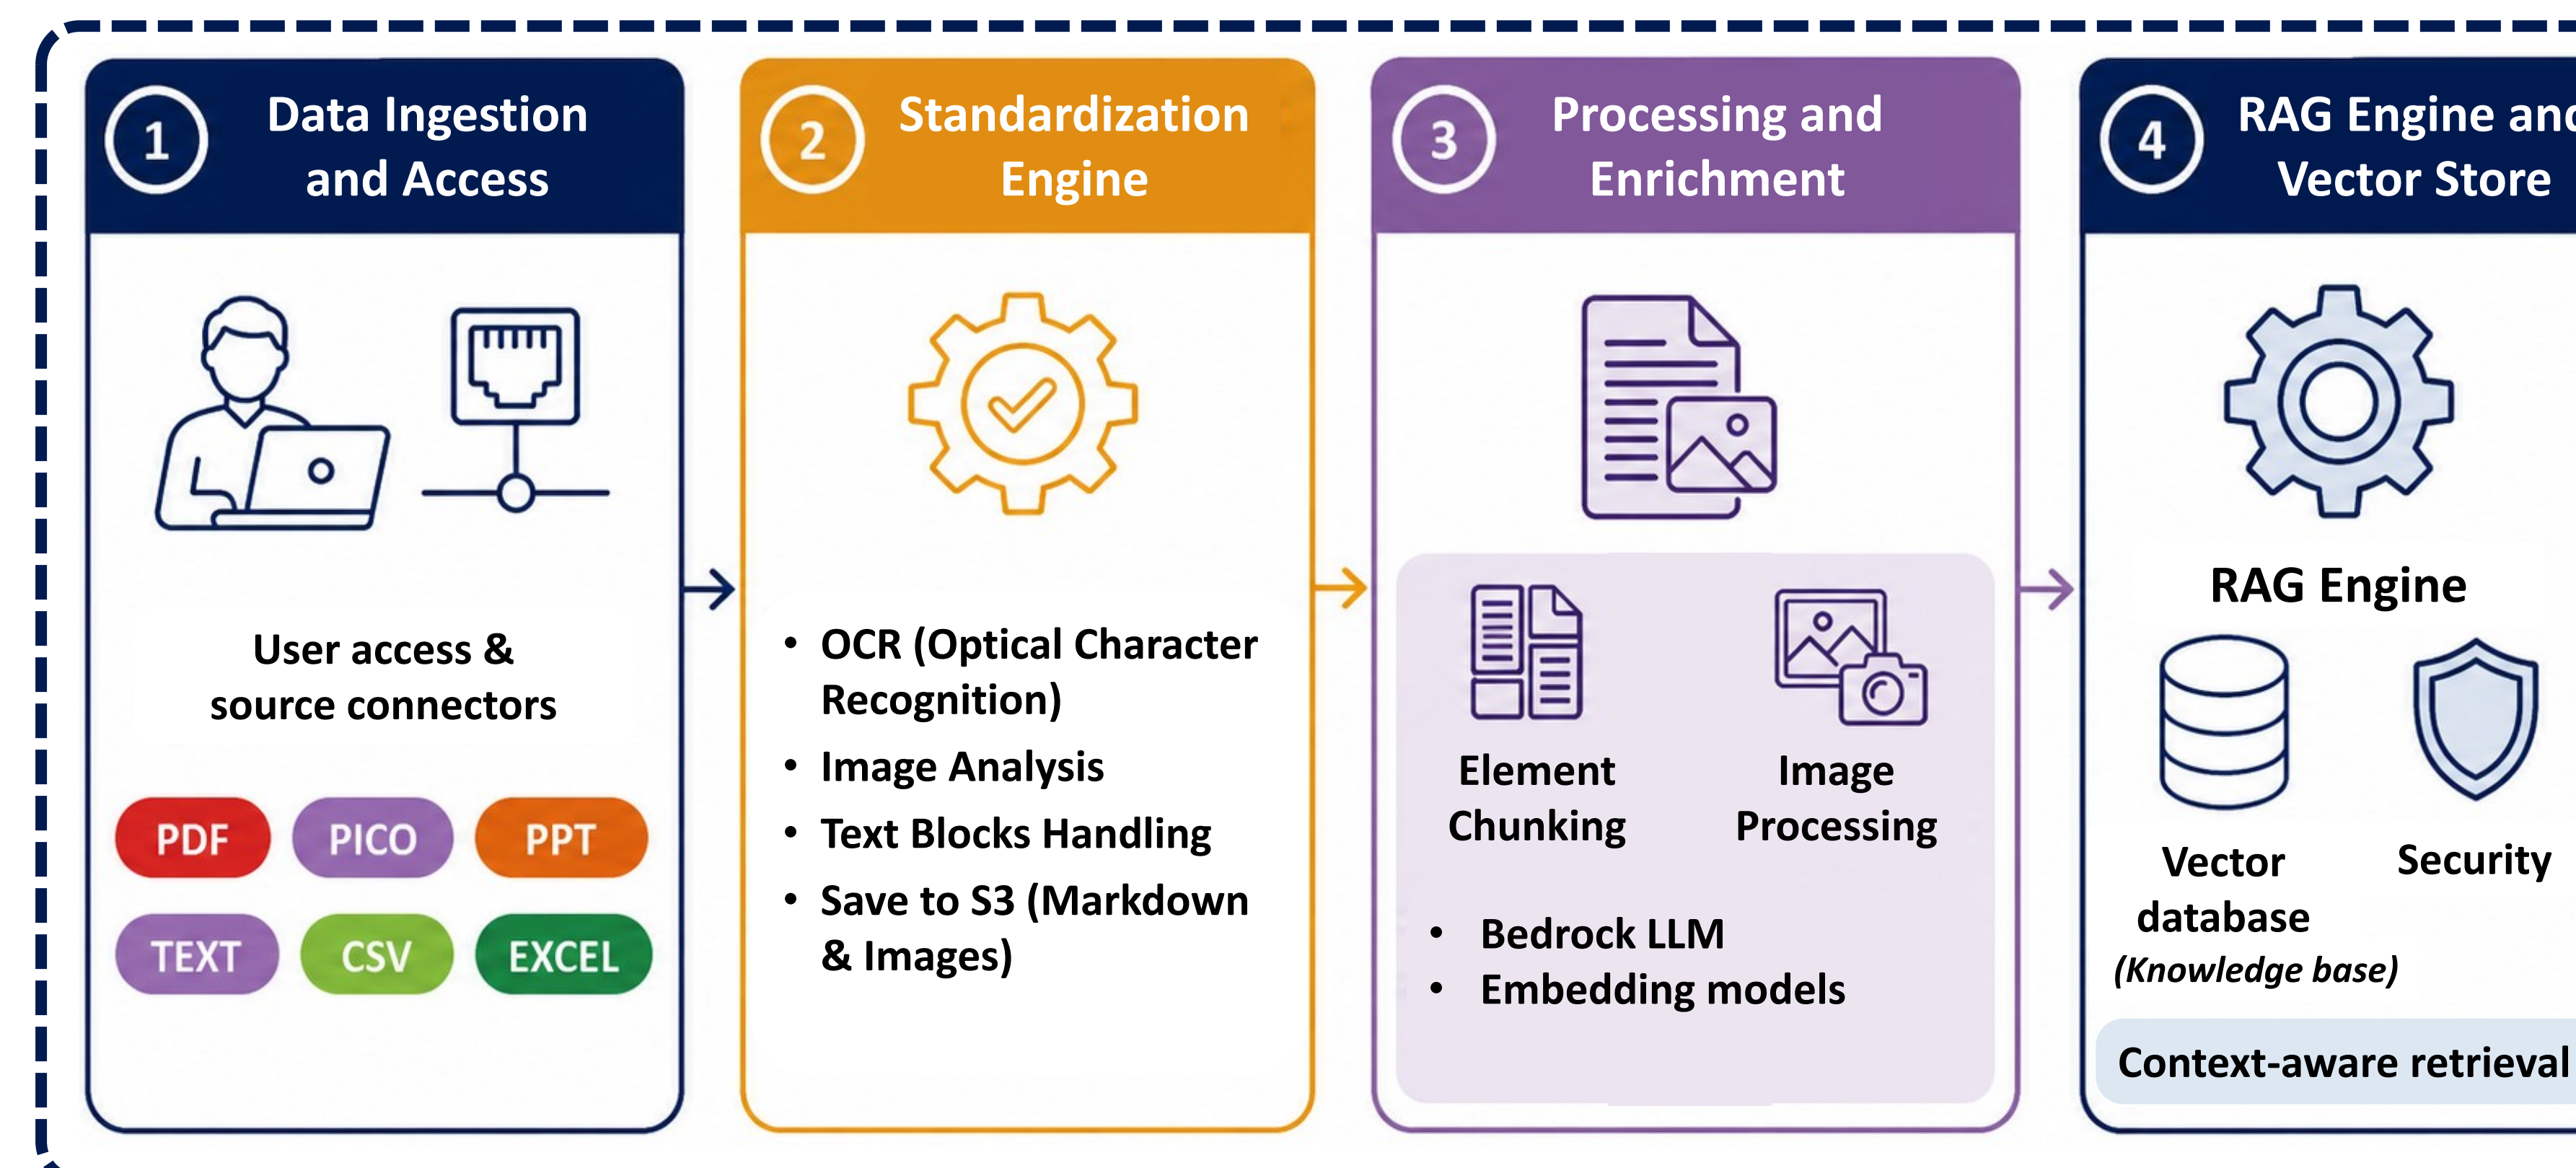 1
Data Ingestion
and Access
User access &
source connectors
PDF
PICO
PPT
TEXT
CSV
EXCEL
2
Standardization
Engine
• OCR (Optical Character
Recognition)
• Image Analysis
• Text Blocks Handling
• Save to S3 (Markdown
& Images)
3
Processing and
Enrichment
Element
Chunking
Image
Processing
• Bedrock LLM
• Embedding models
4
RAG Engine and
Vector Store
RAG Engine
Vector
database
(Knowledge base)
Security
Context-aware retrieval